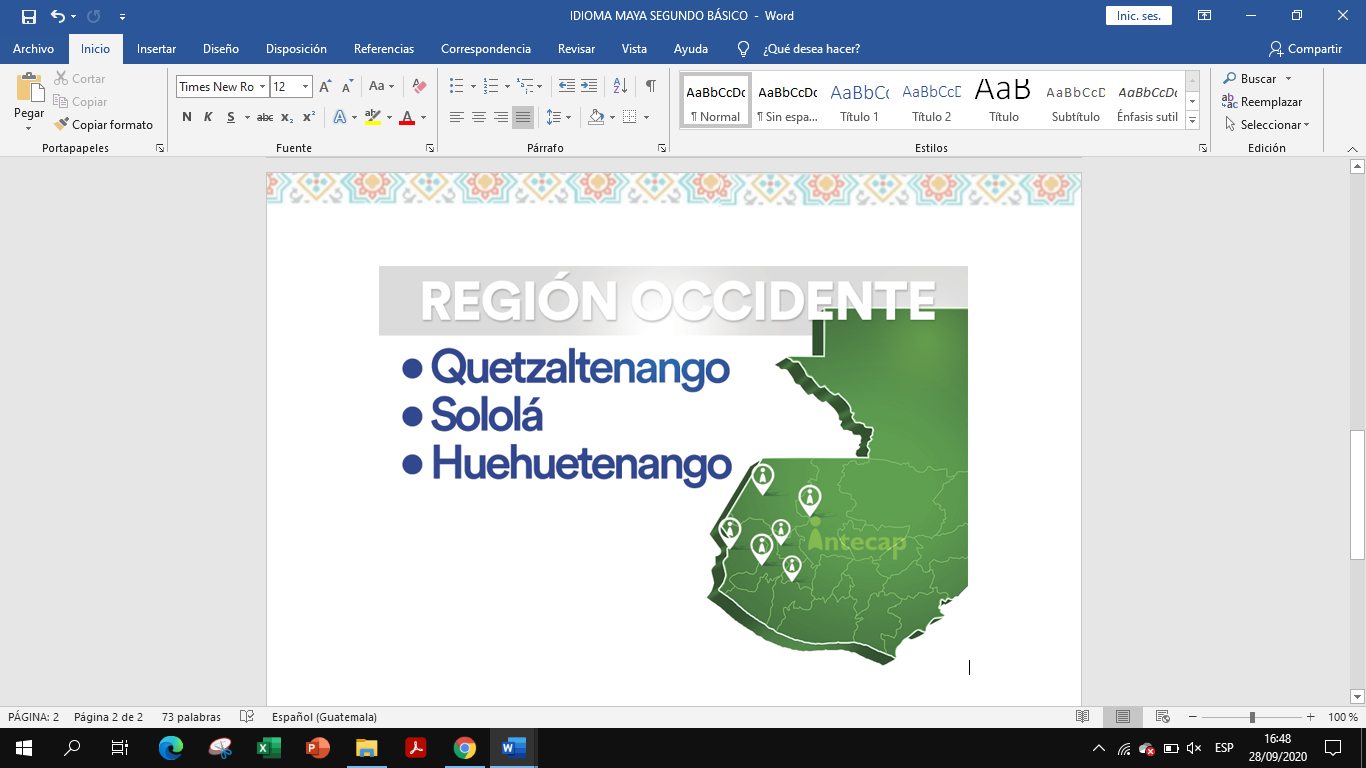 IDIOMA MAYA SEGUNDO BÁSICO - Word
Inic. ses.
Archivo Inicio Insertar Diseño Disposición Referencias Correspondencia Revisar Vista Ayuda ¿Qué desea hacer? Compartir
Pegar
Cortar
Copiar
Copiar formato
Portapapeles
Times New Ro 12
N K S abc x₂ x²
Fuente
Párrafo
AaBbCcDc AaBbCcDc AaBbCc AaBbCcD AaB AaBbCcD AaBbCcDc
¶ Normal ¶ Sin espa... Título 1 Título 2 Título Subtítulo Énfasis sutil
Estilos
Buscar
Reemplazar
Seleccionar
Edición
REGIÓN OCCIDENTE
• Quetzaltenango
• Sololá
• Huehuetenango
intecap
PÁGINA: 2 Página 2 de 2 73 palabras Español (Guatemala) 100 %
ESP
16:48
28/09/2020